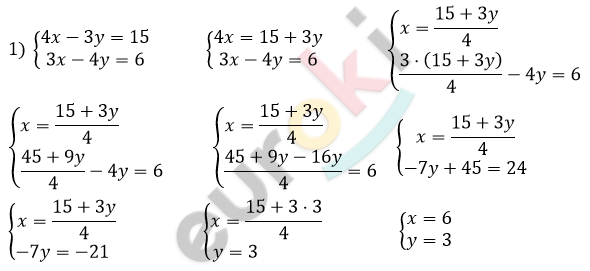 1) {4x − 3y = 15; 3x − 4y = 6    {4x = 15 + 3y; 3x − 4y = 6    {x = (15 + 3y)/4; (3 · (15 + 3y))/4 − 4y = 6
{x = (15 + 3y)/4; (45 + 9y)/4 − 4y = 6    {x = (15 + 3y)/4; (45 + 9y − 16y)/4 = 6    {x = (15 + 3y)/4; −7y + 45 = 24
{x = (15 + 3y)/4; −7y = −21    {x = (15 + 3 · 3)/4; y = 3    {x = 6; y = 3
euroki